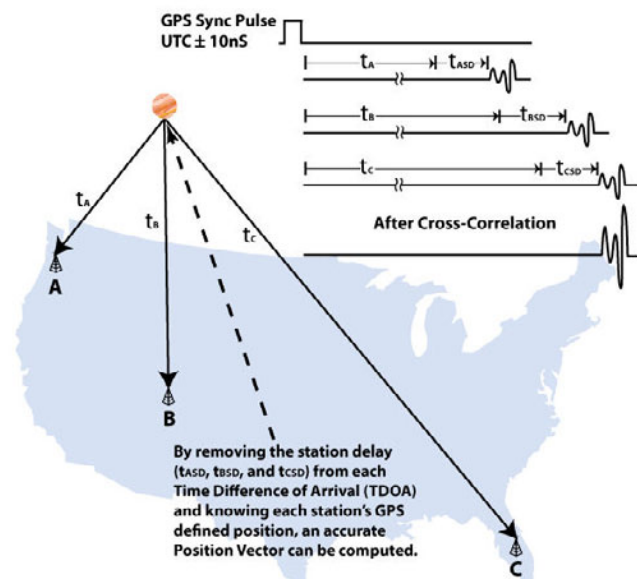 GPS Sync Pulse
UTC ± 10nS
tA
tASD
tB
tBSD
tC
tCSD
After Cross-Correlation
tA
tB
tC
A
B
By removing the station delay
(tASD, tBSD, and tCSD) from each
Time Difference of Arrival (TDOA)
and knowing each station's GPS
defined position, an accurate
Position Vector can be computed.
C